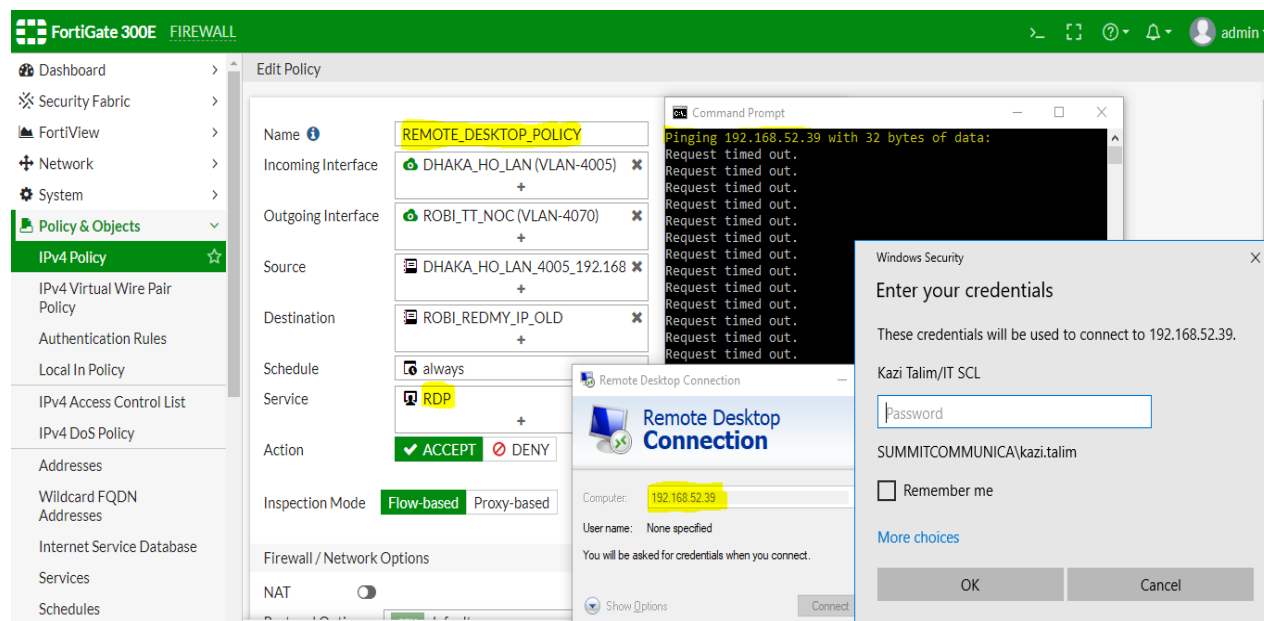 FortiGate 300E FIREWALL
>_
admin
Dashboard
Security Fabric
FortiView
Network
System
Policy & Objects
IPv4 Policy
IPv4 Virtual Wire Pair
Policy
Authentication Rules
Local In Policy
IPv4 Access Control List
IPv4 DoS Policy
Addresses
Wildcard FQDN
Addresses
Internet Service Database
Services
Schedules
Edit Policy
Name REMOTE_DESKTOP_POLICY
Incoming Interface DHAKA_HO_LAN (VLAN-4005)
+
Outgoing Interface ROBI_TT_NOC (VLAN-4070)
+
Source DHAKA_HO_LAN_4005_192.168
+
Destination ROBI_REDMY_IP_OLD
+
Schedule always
Service RDP
+
Action ACCEPT DENY
Inspection Mode Flow-based Proxy-based
Firewall / Network Options
NAT
Command Prompt
Pinging 192.168.52.39 with 32 bytes of data:
Request timed out.
Request timed out.
Request timed out.
Request timed out.
Request timed out.
Request timed out.
Request timed out.
Request timed out.
Request timed out.
Request timed out.
Request timed out.
Request timed out.
Request timed out.
Remote Desktop Connection
Remote Desktop
Connection
Computer: 192.168.52.39
User name: None specified
You will be asked for credentials when you connect.
Show Options
Connect
Windows Security
Enter your credentials
These credentials will be used to connect to 192.168.52.39.
Kazi Talim/IT SCL
Password
SUMMITCOMMUNICA\kazi.talim
Remember me
More choices
OK Cancel